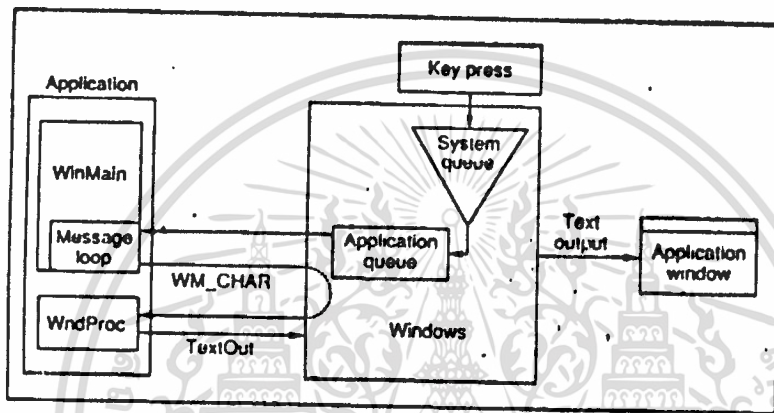 Key press
Application
System
queue
WinMain
Text
output
Message
loop
Application
queue
Application
window
WM_CHAR
WndProc
Windows
TextOut